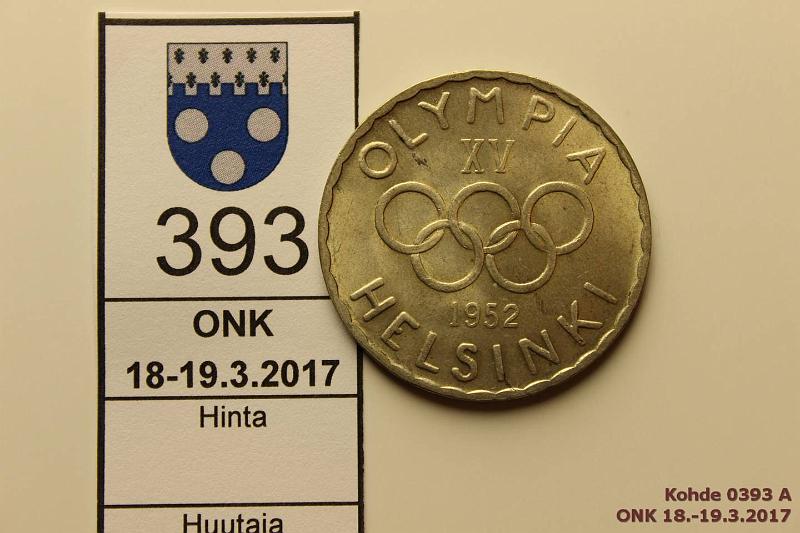 393
ONK
18-19.3.2017
Hinta
Huutaja
OLYMPIA
XV
1952
HELSINKI
Kohde 0393 A
ONK 18.-19.3.2017